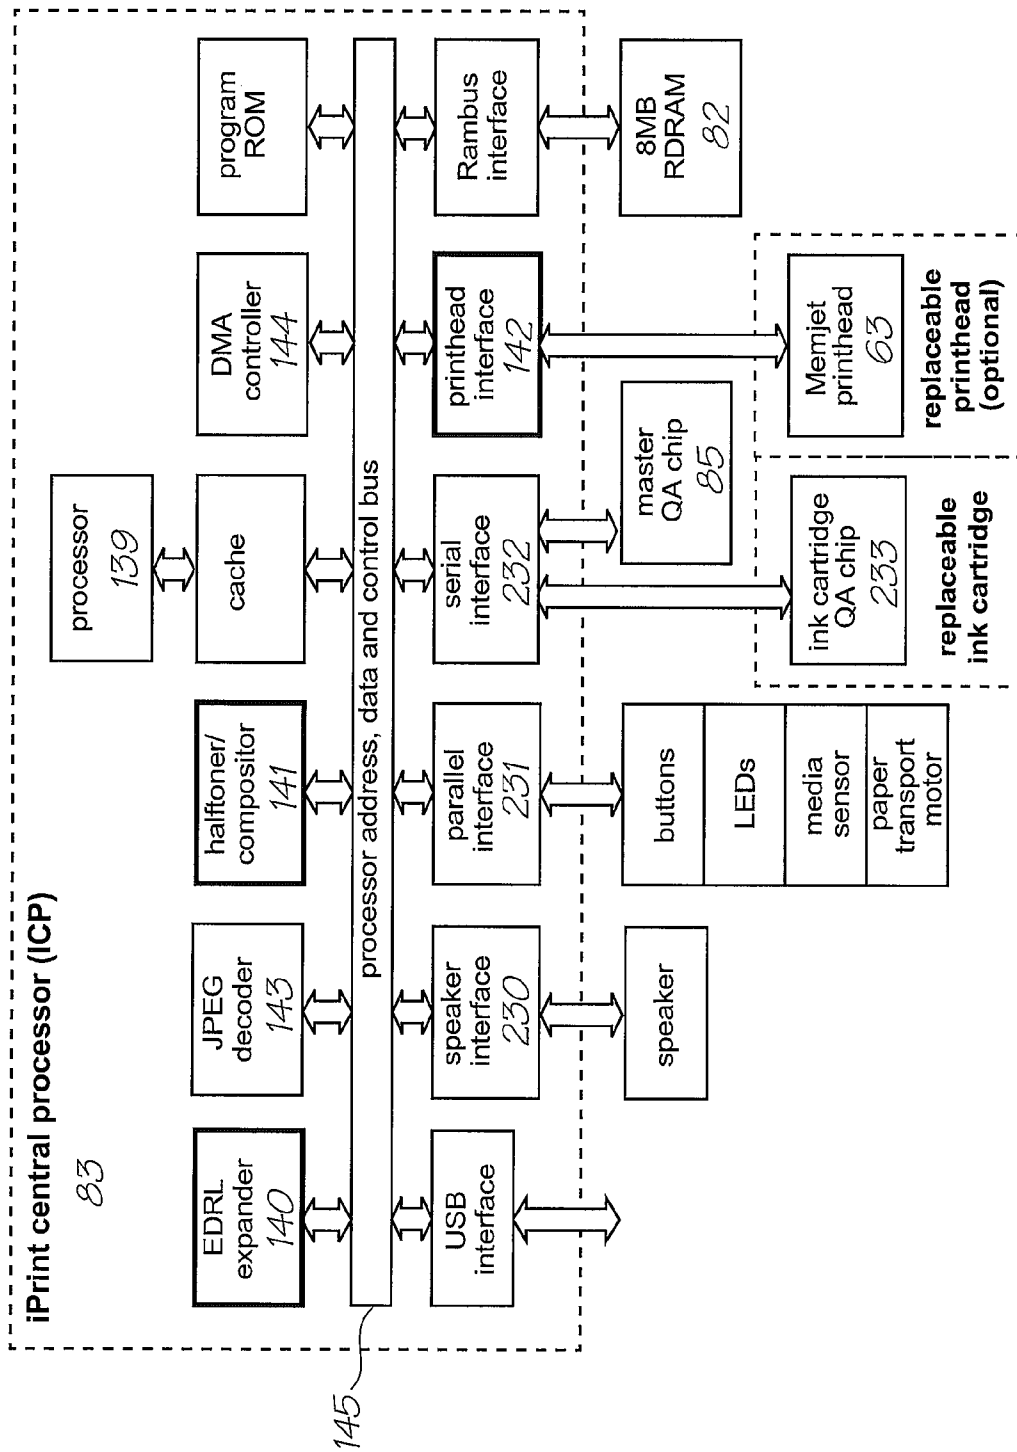 iPrint central processor (ICP)
83
processor
139
EDRL
expander
140
JPEG
decoder
143
halftoner/
compositor
141
cache
DMA
controller
144
program
ROM
processor address, data and control bus
145
USB
interface
speaker
interface
230
parallel
interface
231
serial
interface
232
printhead
interface
142
Rambus
interface
speaker
buttons
LEDs
media
sensor
paper
transport
motor
master
QA chip
85
8MB
RDRAM
82
ink cartridge
QA chip
233
replaceable
ink cartridge
Memjet
printhead
63
replaceable
printhead
(optional)